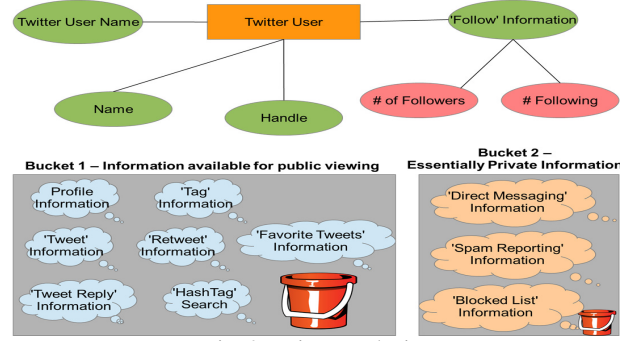 Twitter User Name
Twitter User
'Follow' Information
Name
Handle
# of Followers
# Following
Bucket 1 – Information available for public viewing
Bucket 2 –
Essentially Private Information
Profile
Information
'Tag'
Information
'Tweet'
Information
'Retweet'
Information
'Favorite Tweets'
Information
'Tweet Reply'
Information
'HashTag'
Search
'Direct Messaging'
Information
'Spam Reporting'
Information
'Blocked List'
Information